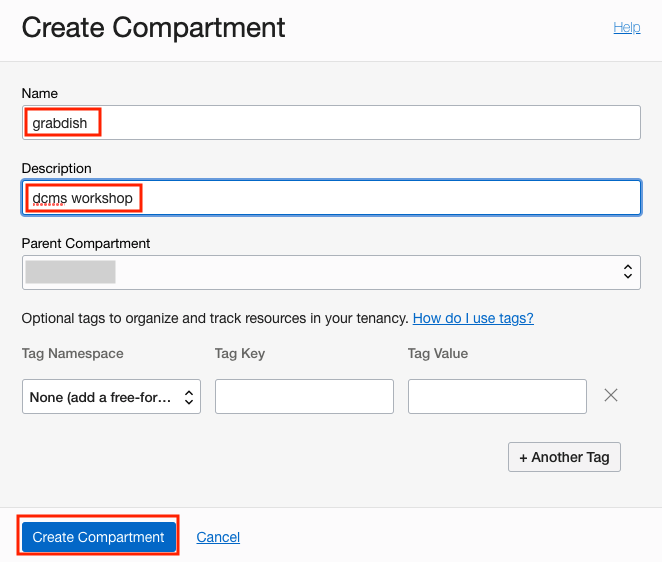 Create Compartment
Help
Name
grabdish
Description
dcms workshop
Parent Compartment
Optional tags to organize and track resources in your tenancy. How do I use tags?
Tag Namespace Tag Key Tag Value
None (add a free-for...
+ Another Tag
Create Compartment Cancel